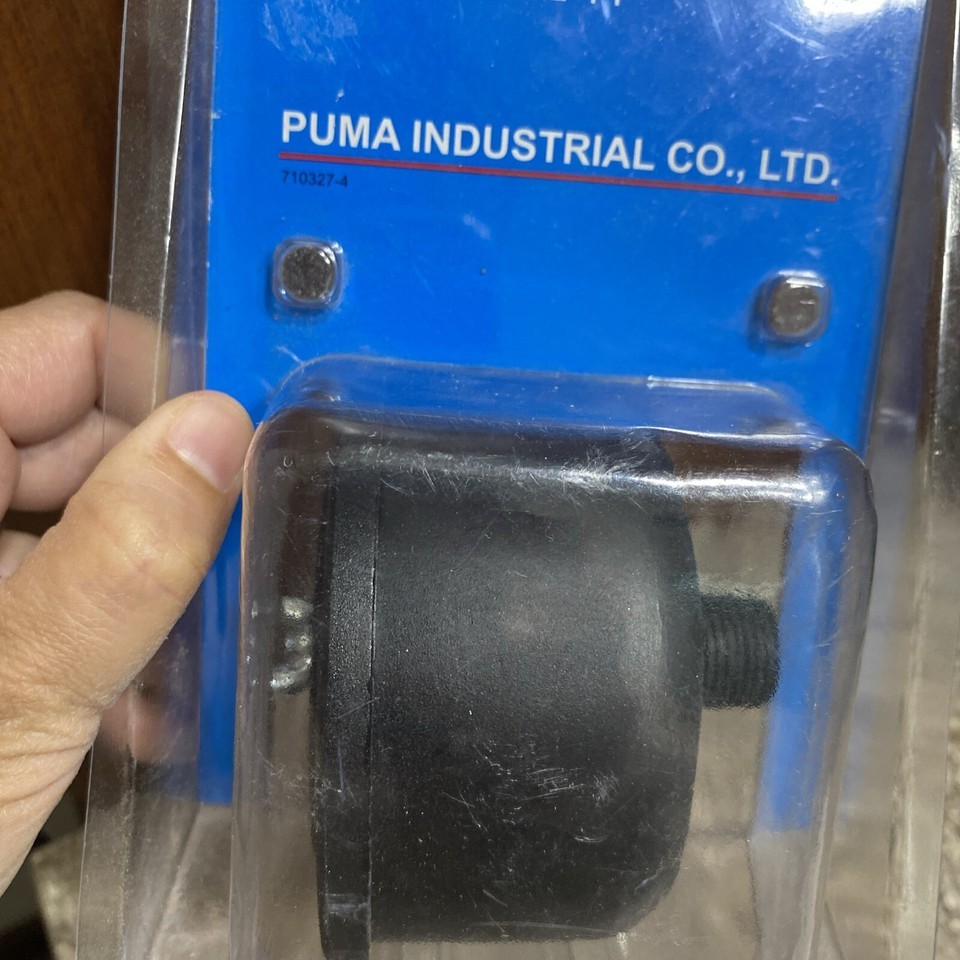 PUMA INDUSTRIAL CO., LTD.
710327-4